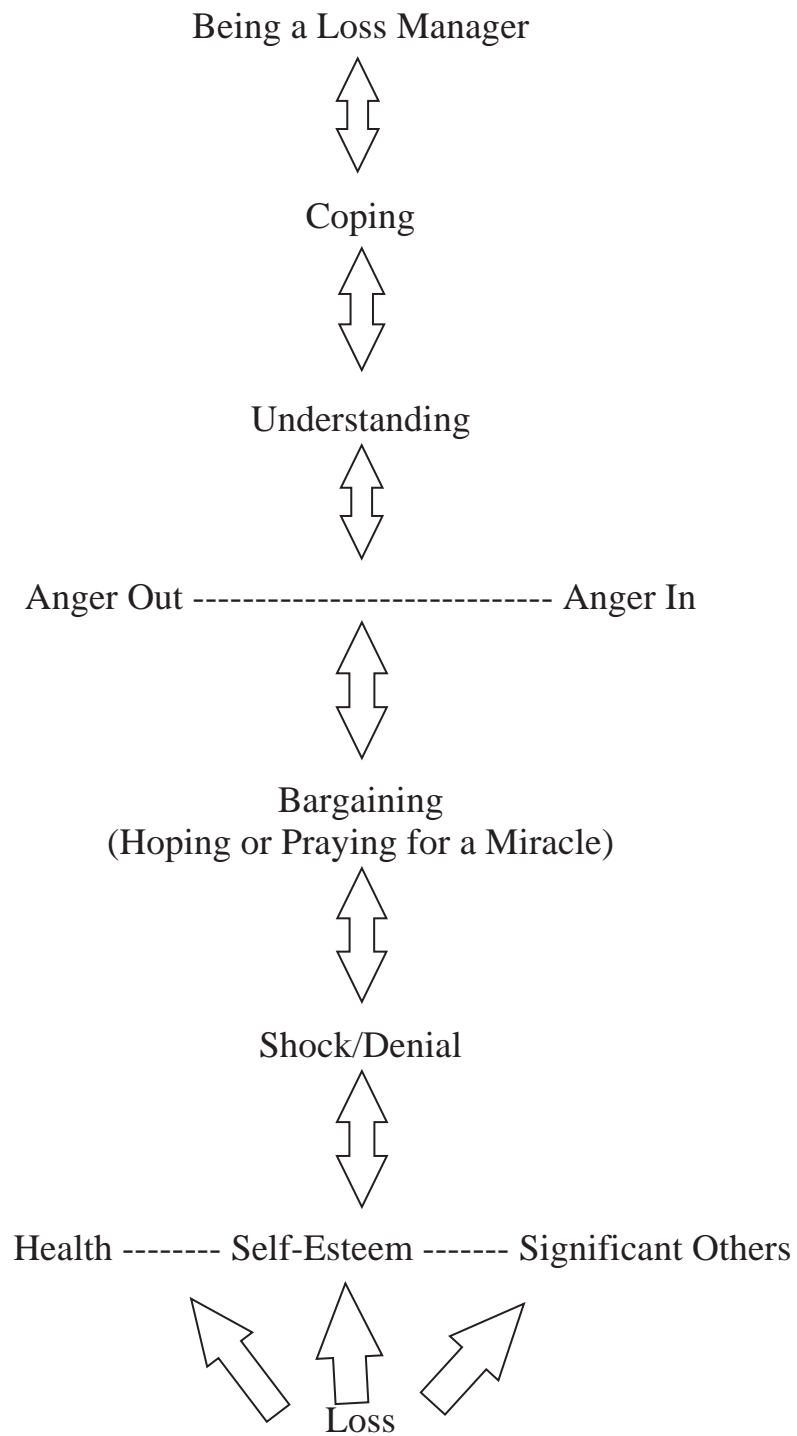 Being a Loss Manager
Coping
Understanding
Anger Out ----------------------------- Anger In
Bargaining
(Hoping or Praying for a Miracle)
Shock/Denial
Health -------- Self-Esteem ------- Significant Others
Loss